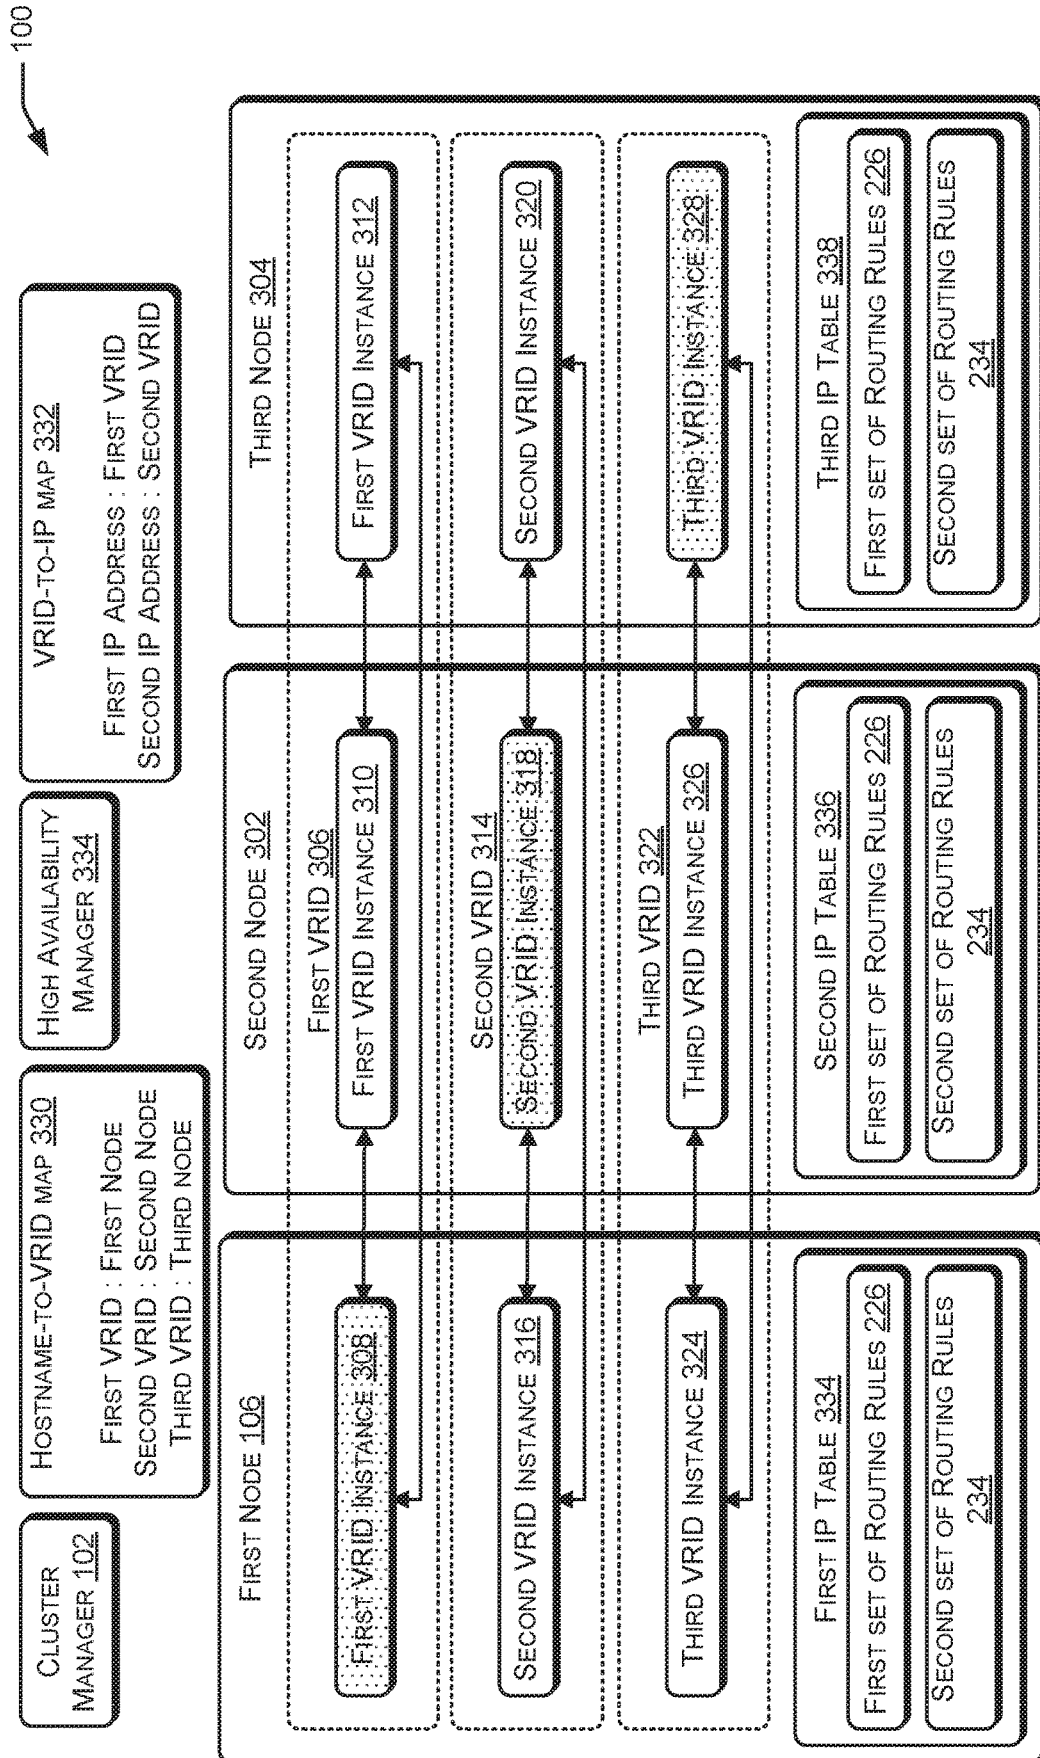 100
CLUSTER
MANAGER 102
HOSTNAME-TO-VRID MAP 330
FIRST VRID : FIRST NODE
SECOND VRID : SECOND NODE
THIRD VRID : THIRD NODE
HIGH AVAILABILITY
MANAGER 334
VRID-TO-IP MAP 332
FIRST IP ADDRESS : FIRST VRID
SECOND IP ADDRESS : SECOND VRID
FIRST NODE 106
FIRST VRID INSTANCE 308
SECOND VRID INSTANCE 316
THIRD VRID INSTANCE 324
FIRST IP TABLE 334
FIRST SET OF ROUTING RULES 226
SECOND SET OF ROUTING RULES
234
SECOND NODE 302
FIRST VRID 306
FIRST VRID INSTANCE 310
SECOND VRID 314
SECOND VRID INSTANCE 318
THIRD VRID 322
THIRD VRID INSTANCE 326
SECOND IP TABLE 336
FIRST SET OF ROUTING RULES 226
SECOND SET OF ROUTING RULES
234
THIRD NODE 304
FIRST VRID INSTANCE 312
SECOND VRID INSTANCE 320
THIRD VRID INSTANCE 328
THIRD IP TABLE 338
FIRST SET OF ROUTING RULES 226
SECOND SET OF ROUTING RULES
234